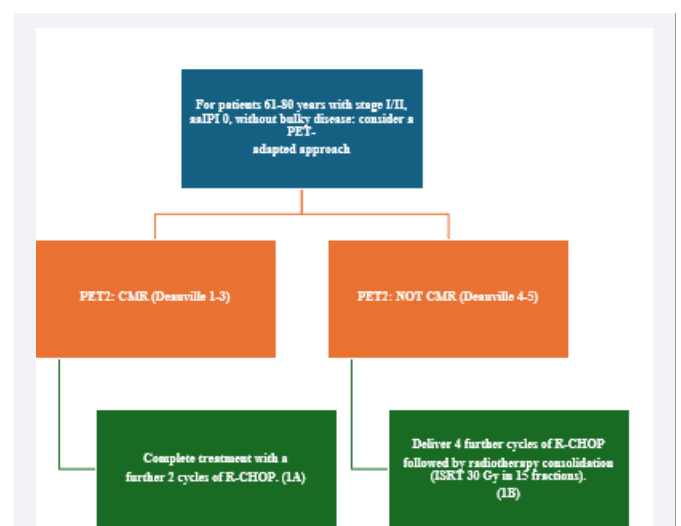 For patients 61-80 years with stage I/II,
aaIPI 0, without bulky disease: consider a
PET-
adapted approach
PET2: CMR (Deauville 1-3)
PET2: NOT CMR (Deauville 4-5)
Complete treatment with a
further 2 cycles of R-CHOP. (1A)
Deliver 4 further cycles of R-CHOP
followed by radiotherapy consolidation
(ISRT 30 Gy in 15 fractions).
(1B)